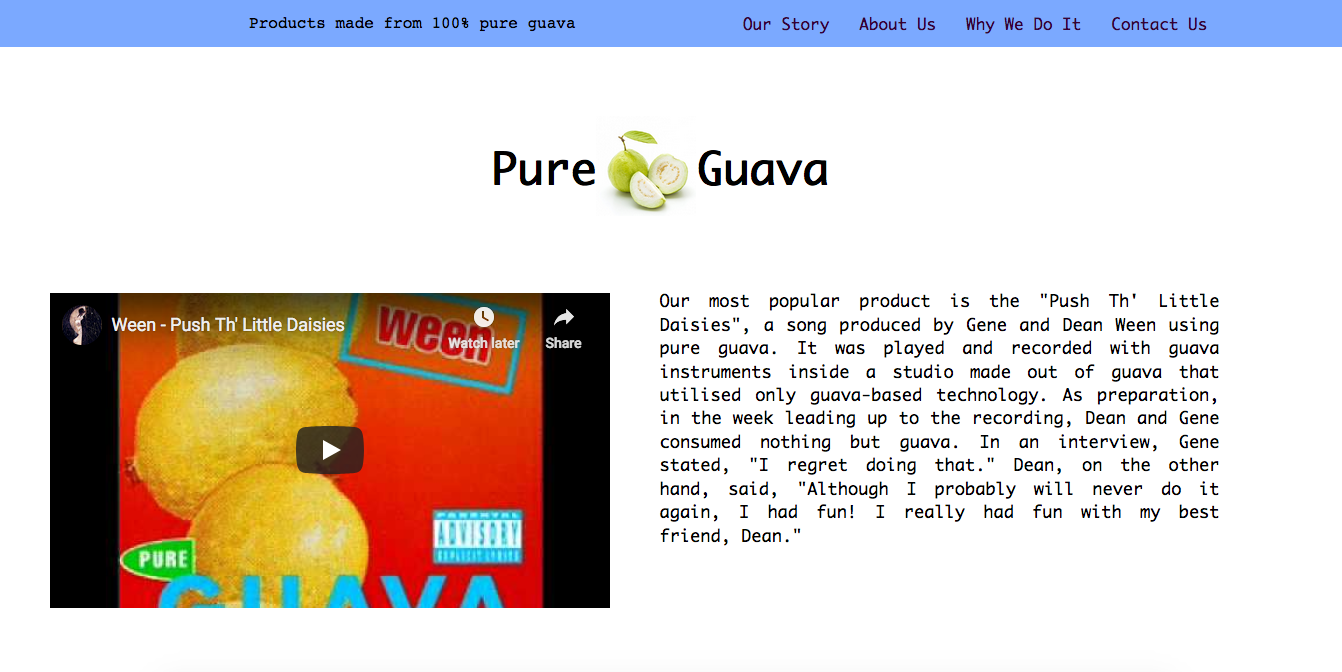 Products made from 100% pure guava
Our Story About Us Why We Do It Contact Us
Pure Guava
Ween - Push Th' Little Daisies
Watch later
Share
ween
PARENTAL
ADVISORY
EXPLICIT LYRICS
PURE
GUAVA
Our most popular product is the "Push Th' Little
Daisies", a song produced by Gene and Dean Ween using
pure guava. It was played and recorded with guava
instruments inside a studio made out of guava that
utilised only guava-based technology. As preparation,
in the week leading up to the recording, Dean and Gene
consumed nothing but guava. In an interview, Gene
stated, "I regret doing that." Dean, on the other
hand, said, "Although I probably will never do it
again, I had fun! I really had fun with my best
friend, Dean."